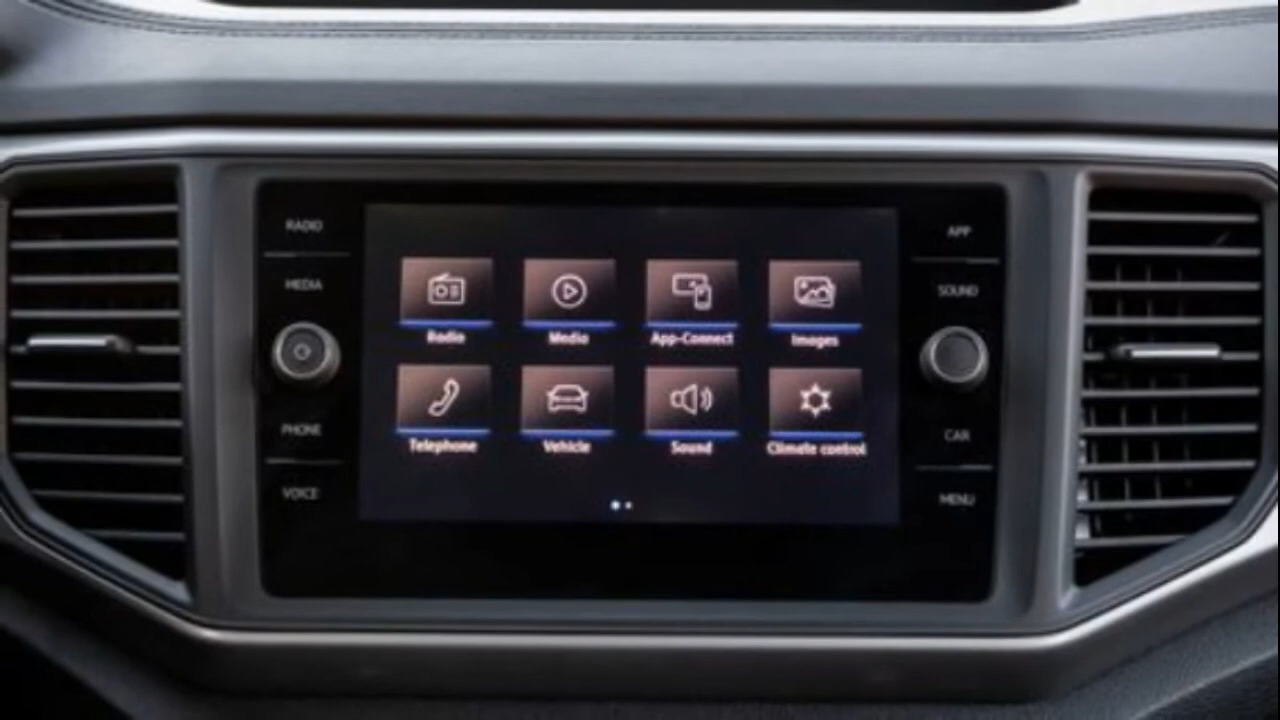 RADIO
MEDIA
PHONE
VOICE
Radio Media App-Connect Images
Telephone Vehicle Sound Climate control
APP
SOUND
CAR
MENU